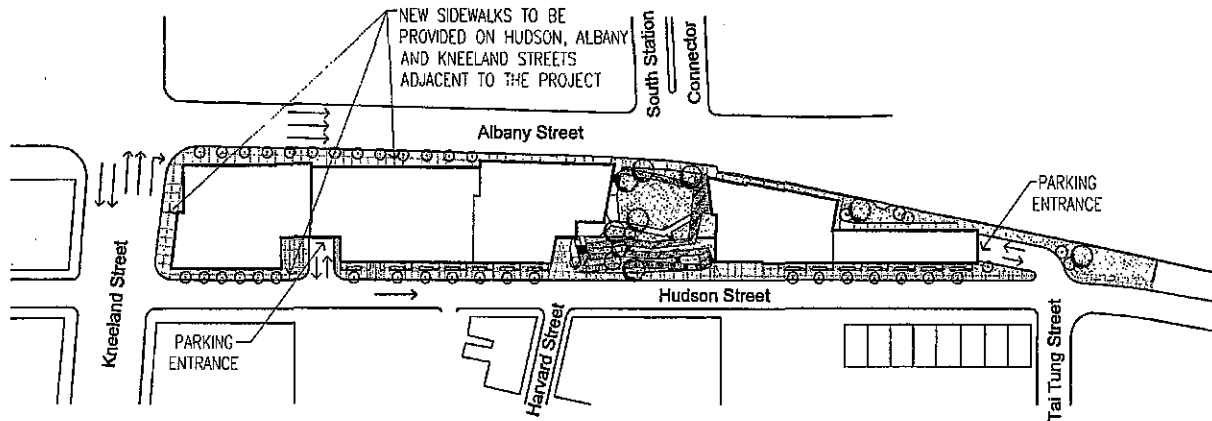 NEW SIDEWALKS TO BE
PROVIDED ON HUDSON, ALBANY
AND KNEELAND STREETS
ADJACENT TO THE PROJECT
South Station
Connector
Albany Street
PARKING
ENTRANCE
Kneeland Street
Hudson Street
PARKING
ENTRANCE
Harvard Street
Tai Tung Street